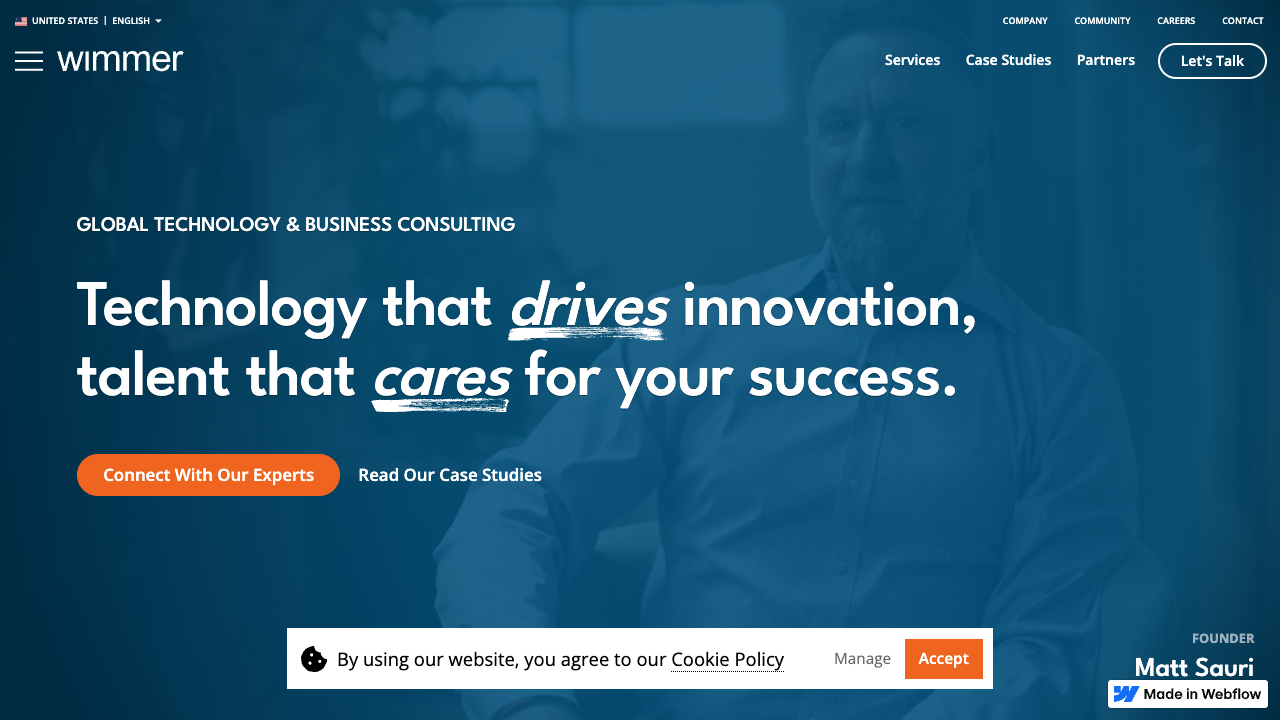 UNITED STATES | ENGLISH
COMPANY
COMMUNITY
CAREERS
CONTACT
wimmer
Services
Case Studies
Partners
Let's Talk
GLOBAL TECHNOLOGY & BUSINESS CONSULTING
Technology that drives innovation,
talent that cares for your success.
Connect With Our Experts
Read Our Case Studies
By using our website, you agree to our Cookie Policy
Manage
Accept
FOUNDER
Matt Sauri
Made in Webflow